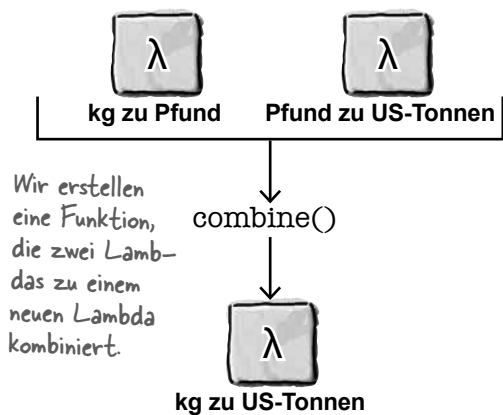 λ λ
kg zu Pfund Pfund zu US-Tonnen
Wir erstellen
eine Funktion,
die zwei Lamb–
das zu einem
neuen Lambda
kombiniert.
combine()
λ
kg zu US-Tonnen